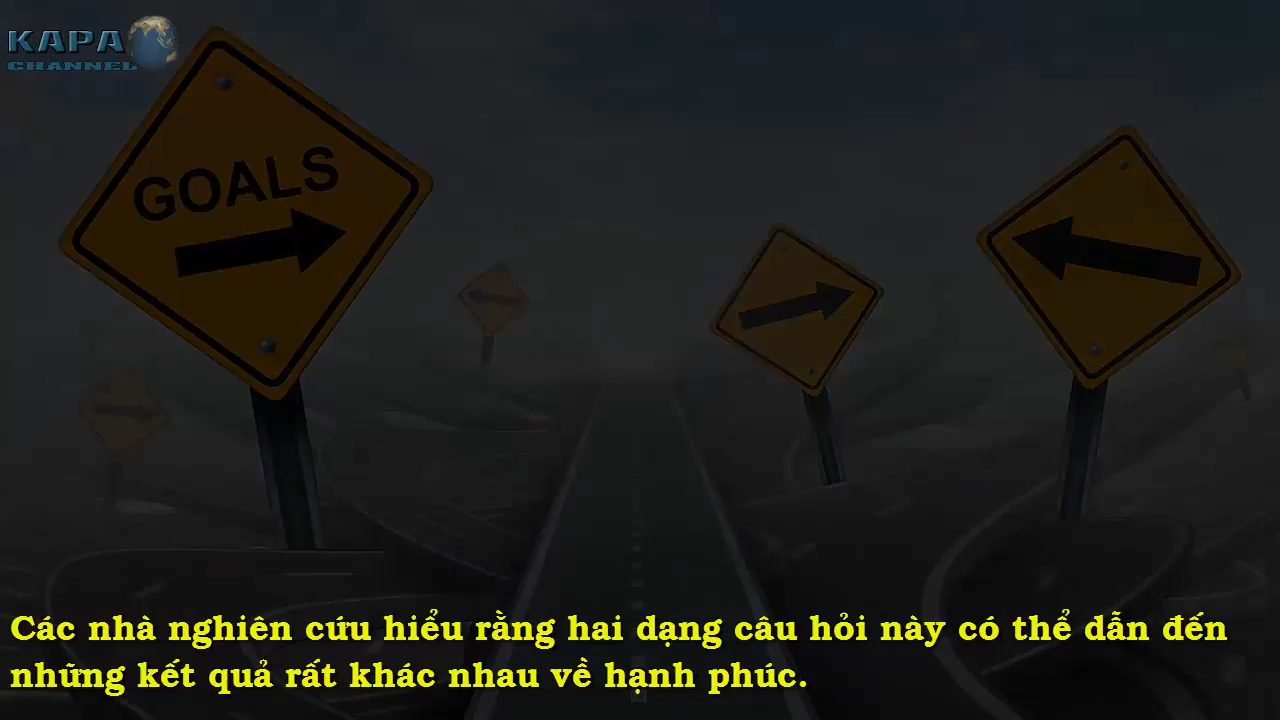 KAPA
CHANNEL
GOALS
Các nhà nghiên cứu hiểu rằng hai dạng câu hỏi này có thể dẫn đến
những kết quả rất khác nhau về hạnh phúc.